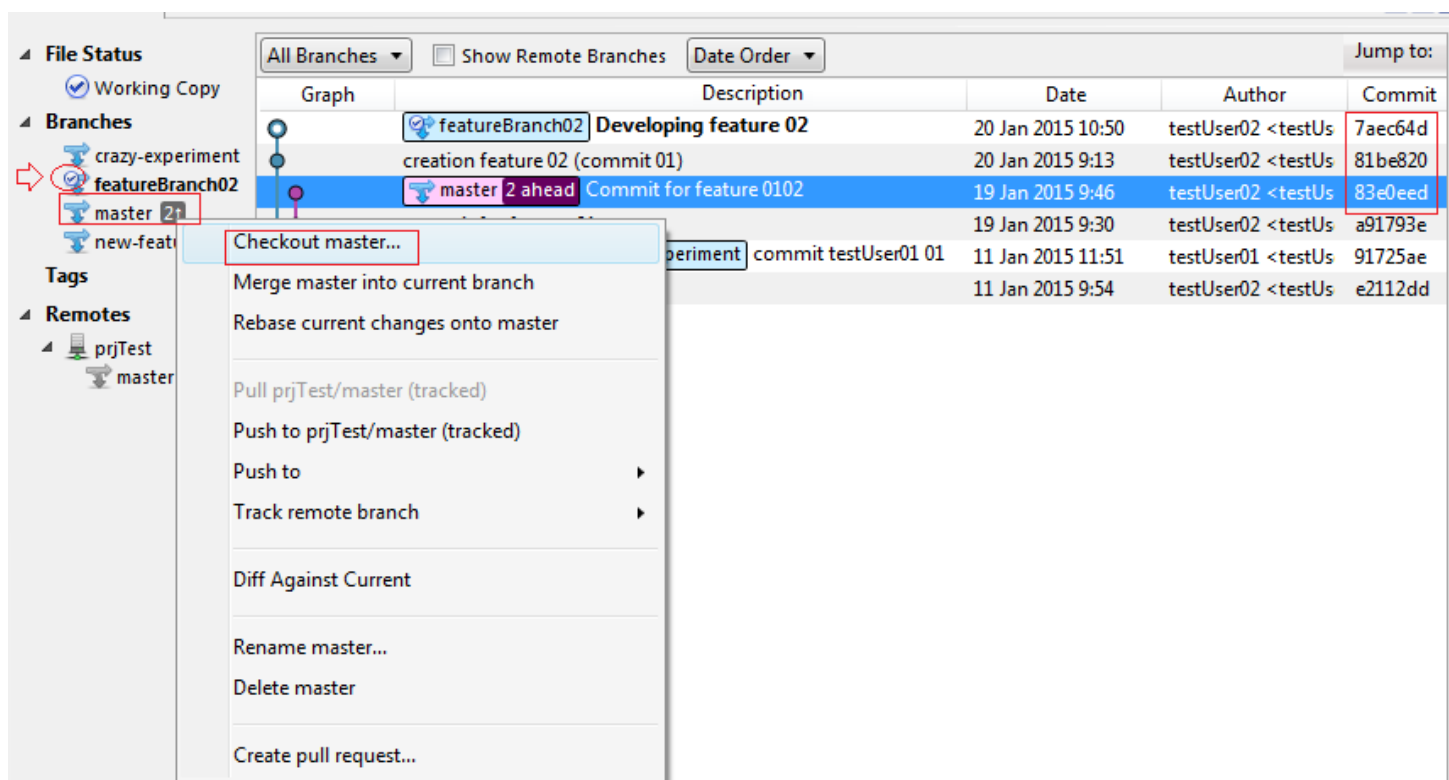 File Status
Working Copy
Branches
crazy-experiment
featureBranch02
master 2↑
new-feat
Tags
Remotes
prjTest
master
All Branches Show Remote Branches Date Order Jump to:
Graph Description Date Author Commit
featureBranch02 Developing feature 02 20 Jan 2015 10:50 testUser02 <testUs 7aec64d
creation feature 02 (commit 01) 20 Jan 2015 9:13 testUser02 <testUs 81be820
master 2 ahead Commit for feature 0102 19 Jan 2015 9:46 testUser02 <testUs 83e0eed
19 Jan 2015 9:30 testUser02 <testUs a91793e
periment commit testUser01 01 11 Jan 2015 11:51 testUser01 <testUs 91725ae
11 Jan 2015 9:54 testUser02 <testUs e2112dd
Checkout master...
Merge master into current branch
Rebase current changes onto master
Pull prjTest/master (tracked)
Push to prjTest/master (tracked)
Push to
Track remote branch
Diff Against Current
Rename master...
Delete master
Create pull request...